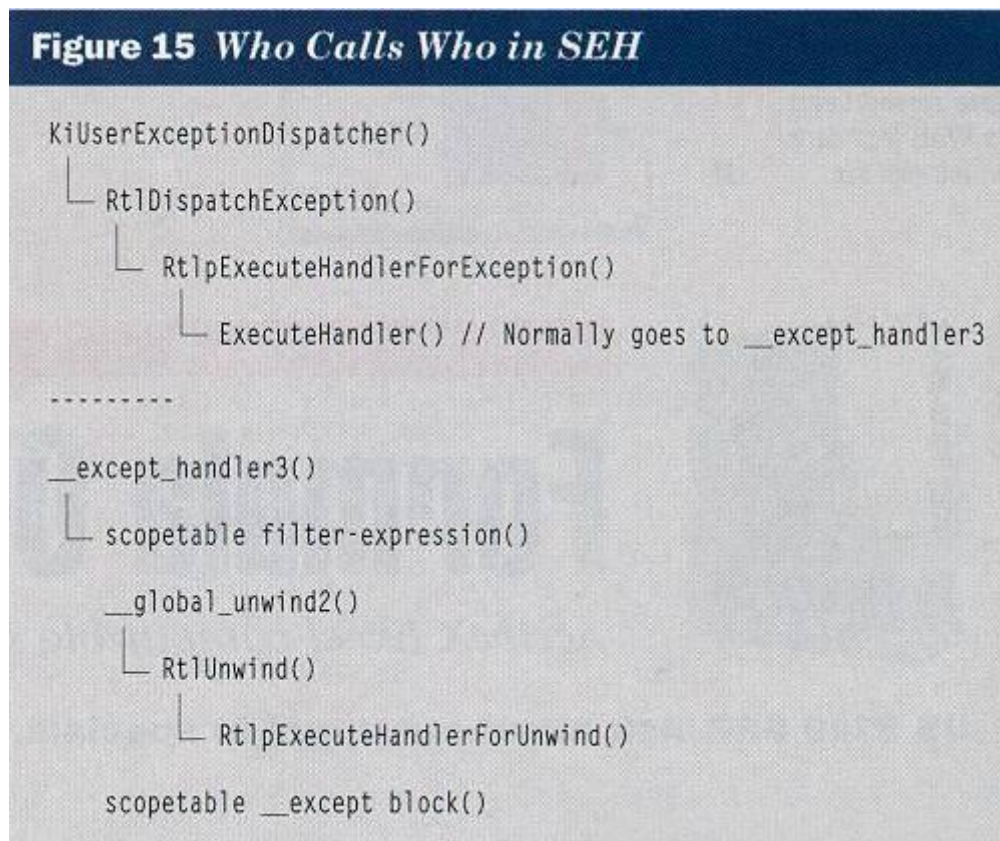 Figure 15 Who Calls Who in SEH
KiUserExceptionDispatcher()
RtlDispatchException()
RtlpExecuteHandlerForException()
ExecuteHandler() // Normally goes to __except_handler3
---------
__except_handler3()
scopetable filter-expression()
__global_unwind2()
RtlUnwind()
RtlpExecuteHandlerForUnwind()
scopetable __except block()